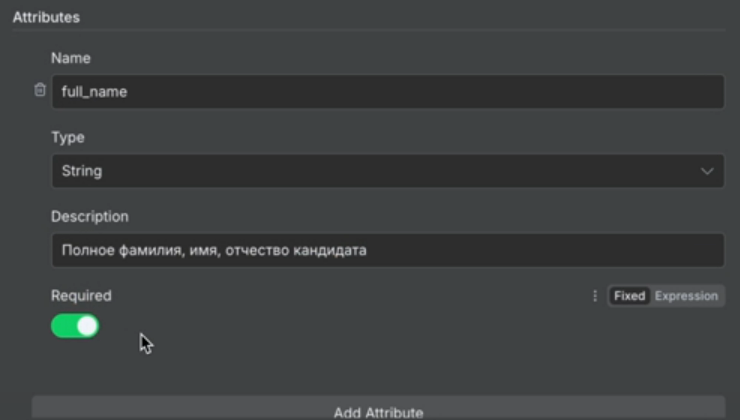 Attributes
Name
full_name
Type
String
Description
Полное фамилия, имя, отчество кандидата
Required
Fixed Expression
Add Attribute